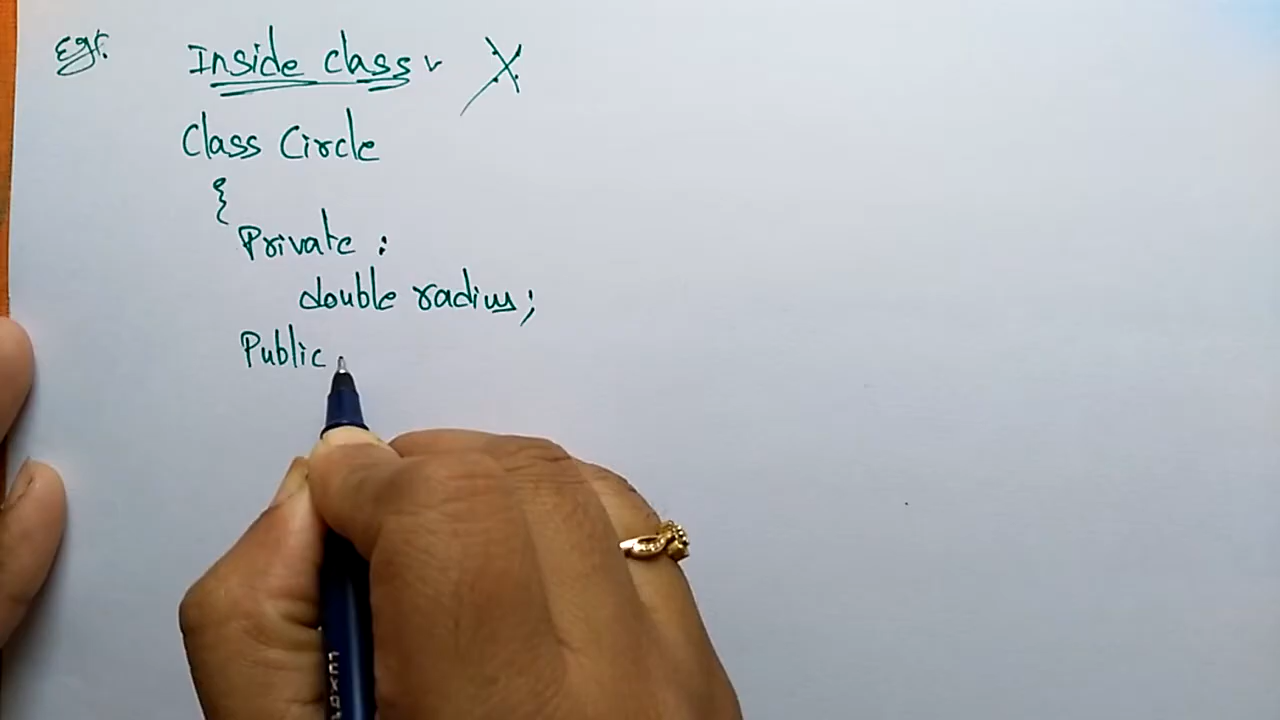 Eg:
Inside class
Class Circle
{
Private :
double radius;
Public